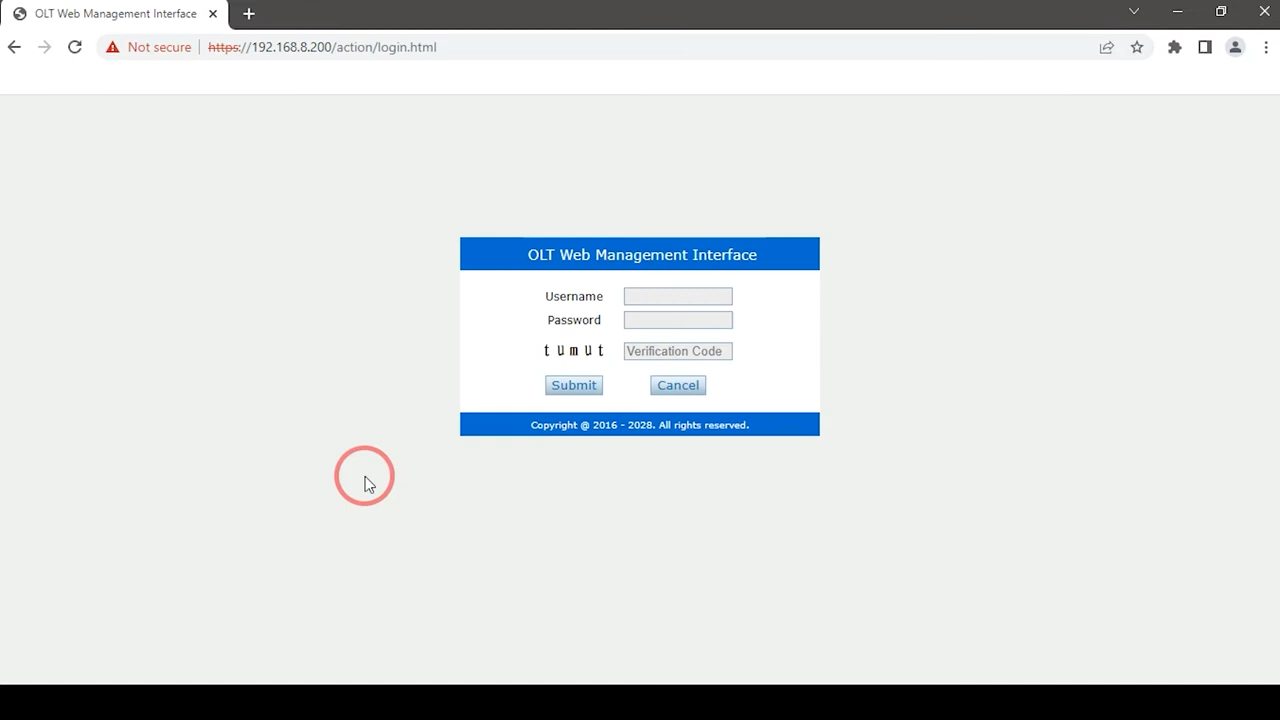 OLT Web Management Interface
Not secure
https://192.168.8.200/action/login.html
OLT Web Management Interface
Username
Password
tumut
Verification Code
Submit
Cancel
Copyright @ 2016 - 2028. All rights reserved.